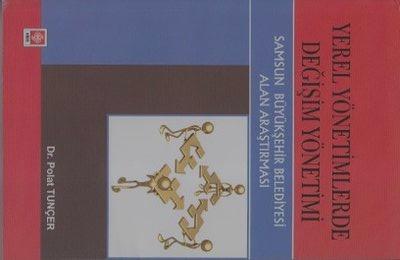 YEREL YÖNETİMLERDE
DEĞİŞİM YÖNETİMİ
SAMSUN BÜYÜKŞEHİR BELEDİYESİ
ALAN ARAŞTIRMASI
Dr. Polat TUNÇER